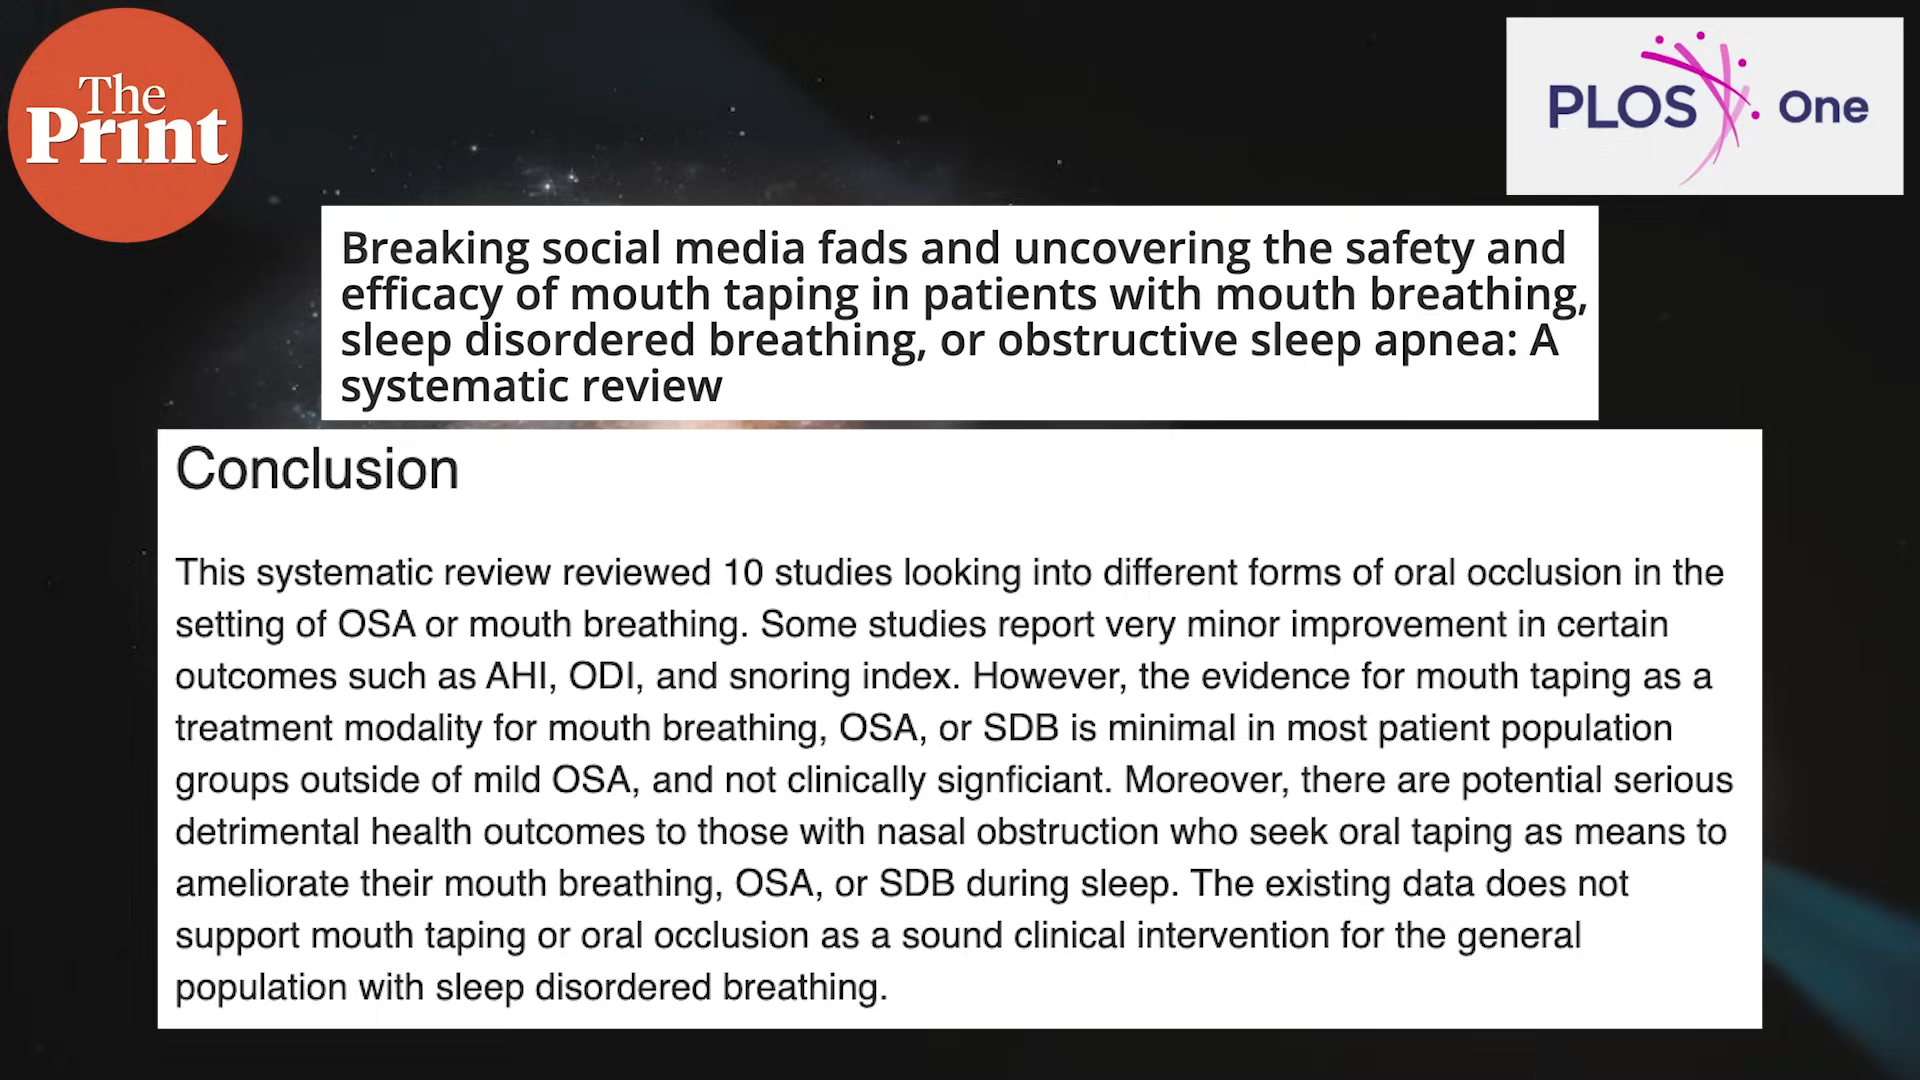 The
Print
PLOS One
Breaking social media fads and uncovering the safety and
efficacy of mouth taping in patients with mouth breathing,
sleep disordered breathing, or obstructive sleep apnea: A
systematic review
Conclusion
This systematic review reviewed 10 studies looking into different forms of oral occlusion in the
setting of OSA or mouth breathing. Some studies report very minor improvement in certain
outcomes such as AHI, ODI, and snoring index. However, the evidence for mouth taping as a
treatment modality for mouth breathing, OSA, or SDB is minimal in most patient population
groups outside of mild OSA, and not clinically signficiant. Moreover, there are potential serious
detrimental health outcomes to those with nasal obstruction who seek oral taping as means to
ameliorate their mouth breathing, OSA, or SDB during sleep. The existing data does not
support mouth taping or oral occlusion as a sound clinical intervention for the general
population with sleep disordered breathing.